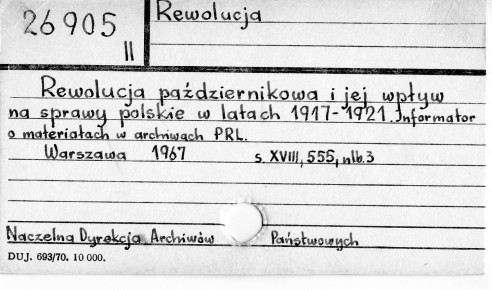 26905
II
Rewolucja
Rewolucja październikowa i jej wpływ
na sprawy polskie w latach 1917-1921. Informator
o materiałach w archiwach PRL.
Warszawa 1967 s. XVIII, 555, nlb. 3
Naczelna Dyrekcja Archiwów Państwowych
DUJ. 693/70. 10 000.